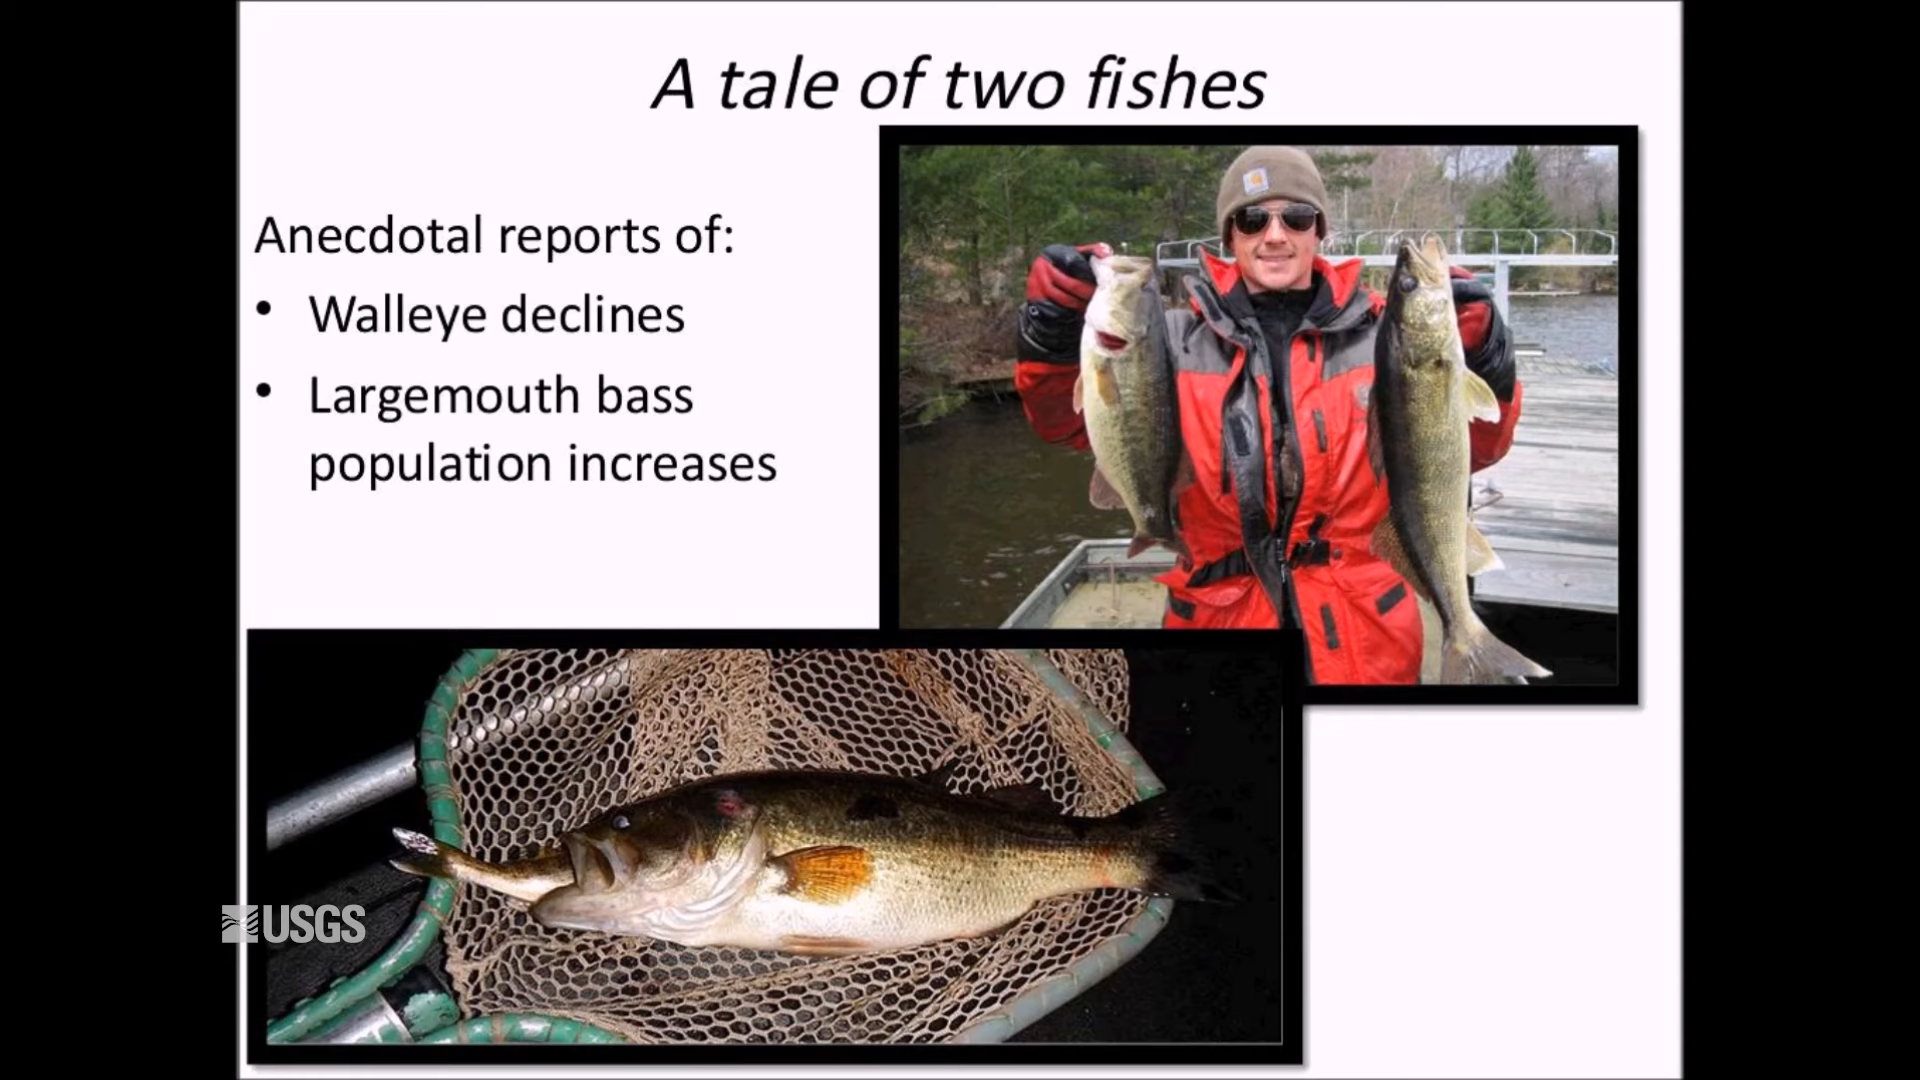 A tale of two fishes
Anecdotal reports of:
• Walleye declines
• Largemouth bass
population increases
USGS